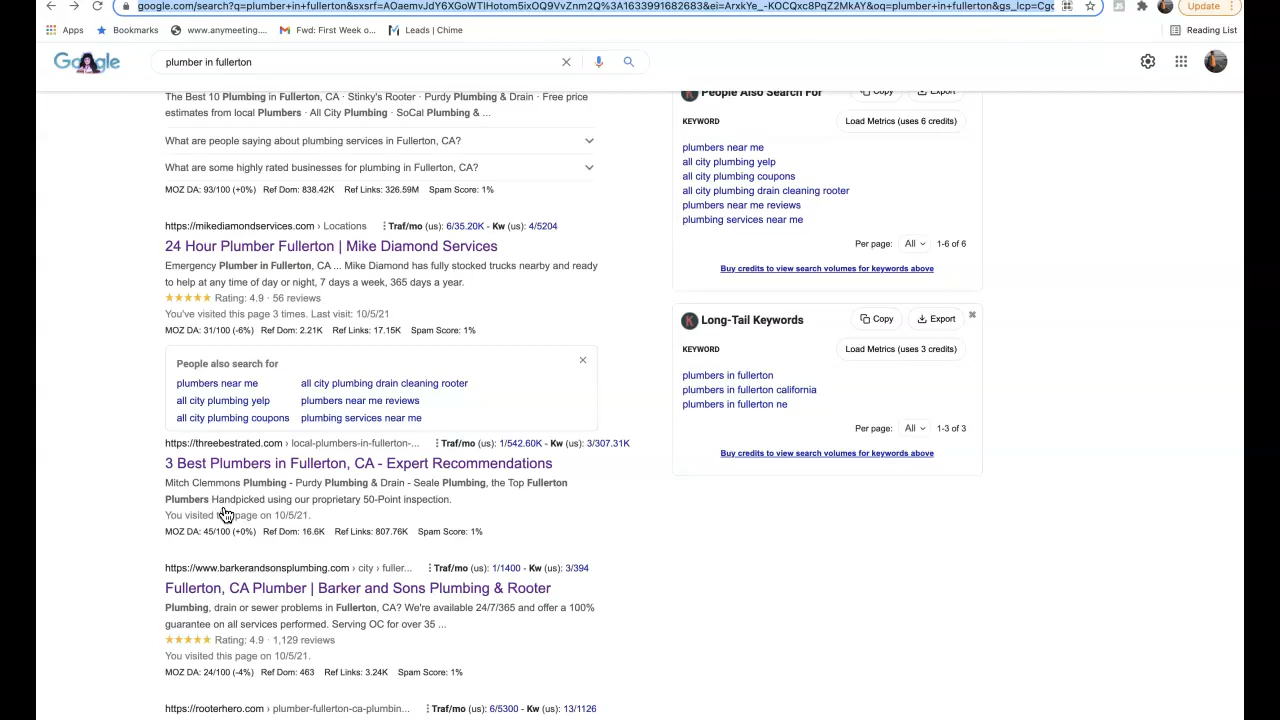 google.com/search?q=plumber+in+fullerton&sxsrf=AOaemvJdY6XGoWTlHotom5ixOQ9VvZnm2Q%3A1633991682683&ei=ArxkYe_-KOCQxc8PqZ2MkAY&oq=plumber+in+fullerton&gs_lcp=Cgc
Update
Apps
Bookmarks
www.anymeeting....
Fwd: First Week o...
Leads | Chime
Reading List
Google
plumber in fullerton
The Best 10 Plumbing in Fullerton, CA · Stinky's Rooter · Purdy Plumbing & Drain · Free price
estimates from local Plumbers · All City Plumbing · SoCal Plumbing & ...
What are people saying about plumbing services in Fullerton, CA?
What are some highly rated businesses for plumbing in Fullerton, CA?
MOZ DA: 93/100 (+0%) Ref Dom: 838.42K Ref Links: 326.59M Spam Score: 1%
https://mikediamondservices.com › Locations Traf/mo (us): 6/35.20K - Kw (us): 4/5204
24 Hour Plumber Fullerton | Mike Diamond Services
Emergency Plumber in Fullerton, CA ... Mike Diamond has fully stocked trucks nearby and ready
to help at any time of day or night, 7 days a week, 365 days a year.
Rating: 4.9 · 56 reviews
You've visited this page 3 times. Last visit: 10/5/21
MOZ DA: 31/100 (-6%) Ref Dom: 2.21K Ref Links: 17.15K Spam Score: 1%
People also search for
plumbers near me all city plumbing drain cleaning rooter
all city plumbing yelp plumbers near me reviews
all city plumbing coupons plumbing services near me
https://threebestrated.com › local-plumbers-in-fullerton-... Traf/mo (us): 1/542.60K - Kw (us): 3/307.31K
3 Best Plumbers in Fullerton, CA - Expert Recommendations
Mitch Clemmons Plumbing - Purdy Plumbing & Drain - Seale Plumbing, the Top Fullerton
Plumbers Handpicked using our proprietary 50-Point inspection.
You visited page on 10/5/21.
MOZ DA: 45/100 (+0%) Ref Dom: 16.6K Ref Links: 807.76K Spam Score: 1%
https://www.barkerandsonsplumbing.com › city › fuller... Traf/mo (us): 1/1400 - Kw (us): 3/394
Fullerton, CA Plumber | Barker and Sons Plumbing & Rooter
Plumbing, drain or sewer problems in Fullerton, CA? We're available 24/7/365 and offer a 100%
guarantee on all services performed. Serving OC for over 35 ...
Rating: 4.9 · 1,129 reviews
You visited this page on 10/5/21.
MOZ DA: 24/100 (-4%) Ref Dom: 463 Ref Links: 3.24K Spam Score: 1%
https://rooterhero.com › plumber-fullerton-ca-plumbin... Traf/mo (us): 6/5300 - Kw (us): 13/1126
People Also Search For Copy Export
KEYWORD Load Metrics (uses 6 credits)
plumbers near me
all city plumbing yelp
all city plumbing coupons
all city plumbing drain cleaning rooter
plumbers near me reviews
plumbing services near me
Per page: All 1-6 of 6
Buy credits to view search volumes for keywords above
Long-Tail Keywords Copy Export
KEYWORD Load Metrics (uses 3 credits)
plumbers in fullerton
plumbers in fullerton california
plumbers in fullerton ne
Per page: All 1-3 of 3
Buy credits to view search volumes for keywords above